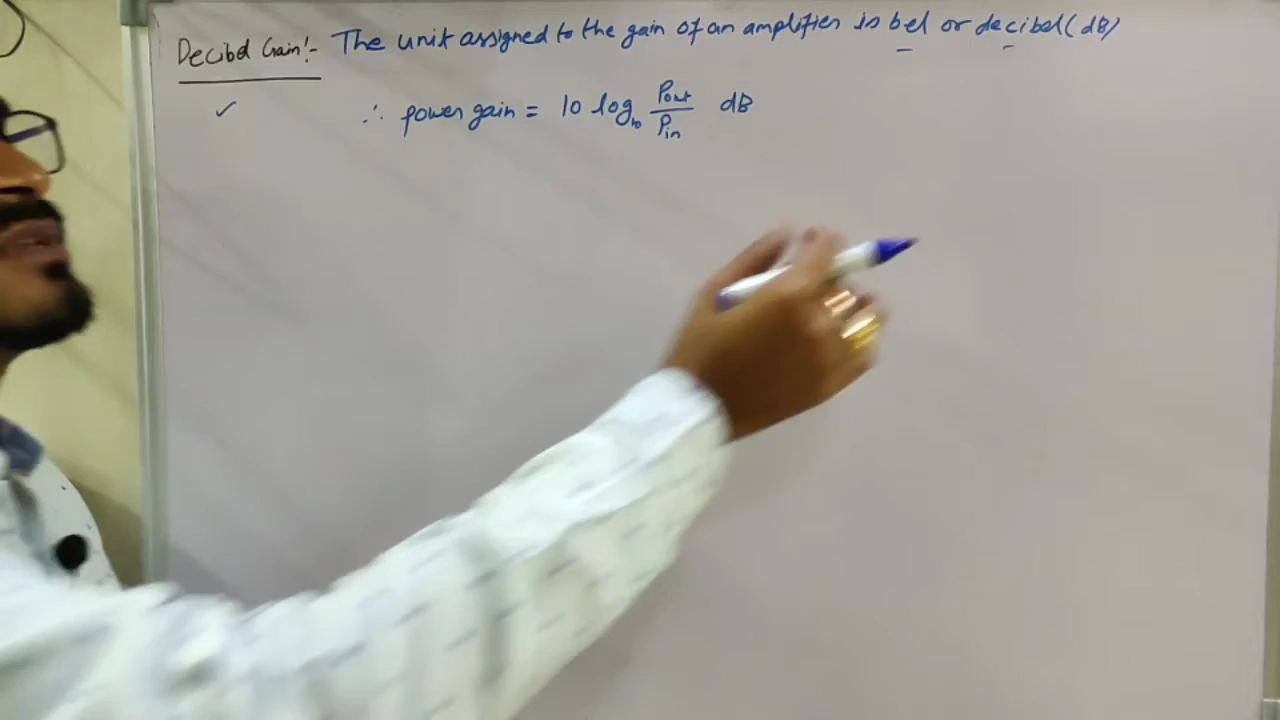 Decibel Gain!- The unit assigned to the gain of an amplifier is bel or decibel (dB)
✓ ∴ power gain = 10 log₁₀ Pout/Pin dB